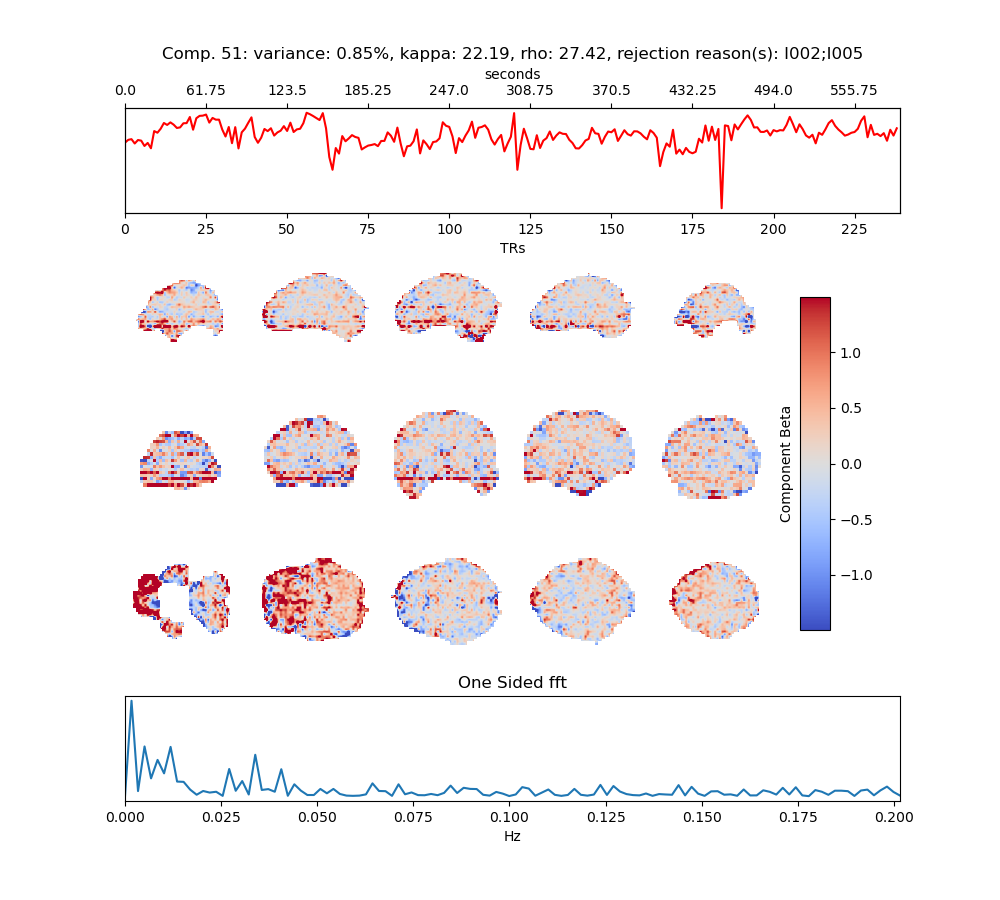 Comp. 51: variance: 0.85%, kappa: 22.19, rho: 27.42, rejection reason(s): I002;I005
seconds
0.0 61.75 123.5 185.25 247.0 308.75 370.5 432.25 494.0 555.75
0 25 50 75 100 125 150 175 200 225
TRs
1.0
0.5
0.0
−0.5
−1.0
Component Beta
One Sided fft
0.000 0.025 0.050 0.075 0.100 0.125 0.150 0.175 0.200
Hz